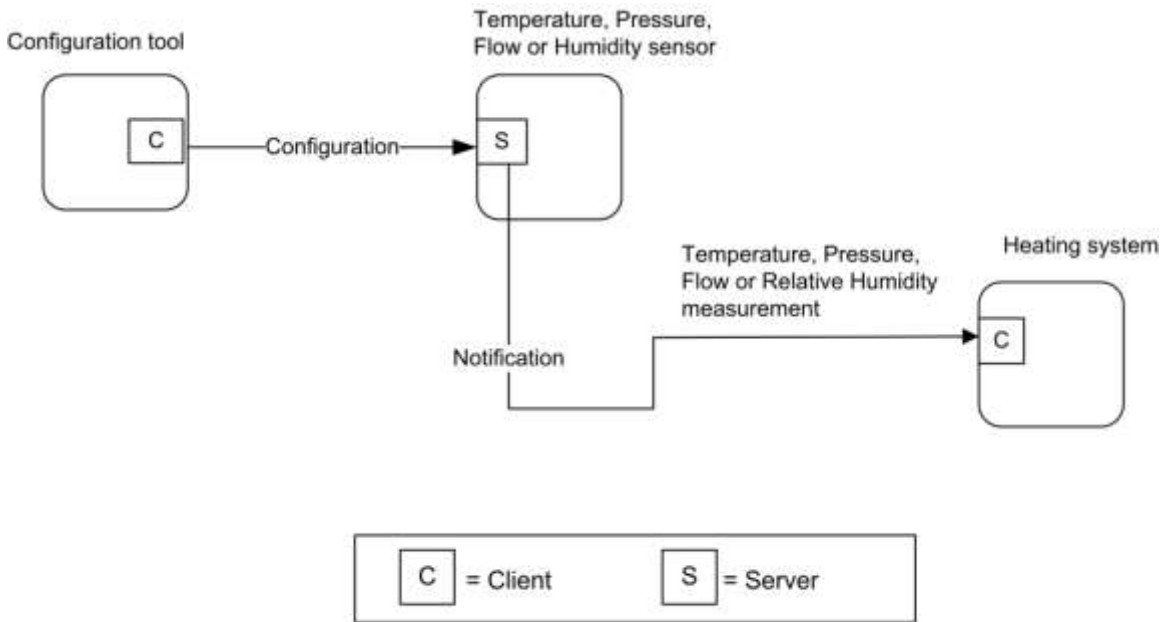 Configuration tool
Temperature, Pressure,
Flow or Humidity sensor
C
Configuration
S
Temperature, Pressure,
Flow or Relative Humidity
measurement
Heating system
C
Notification
C = Client
S = Server